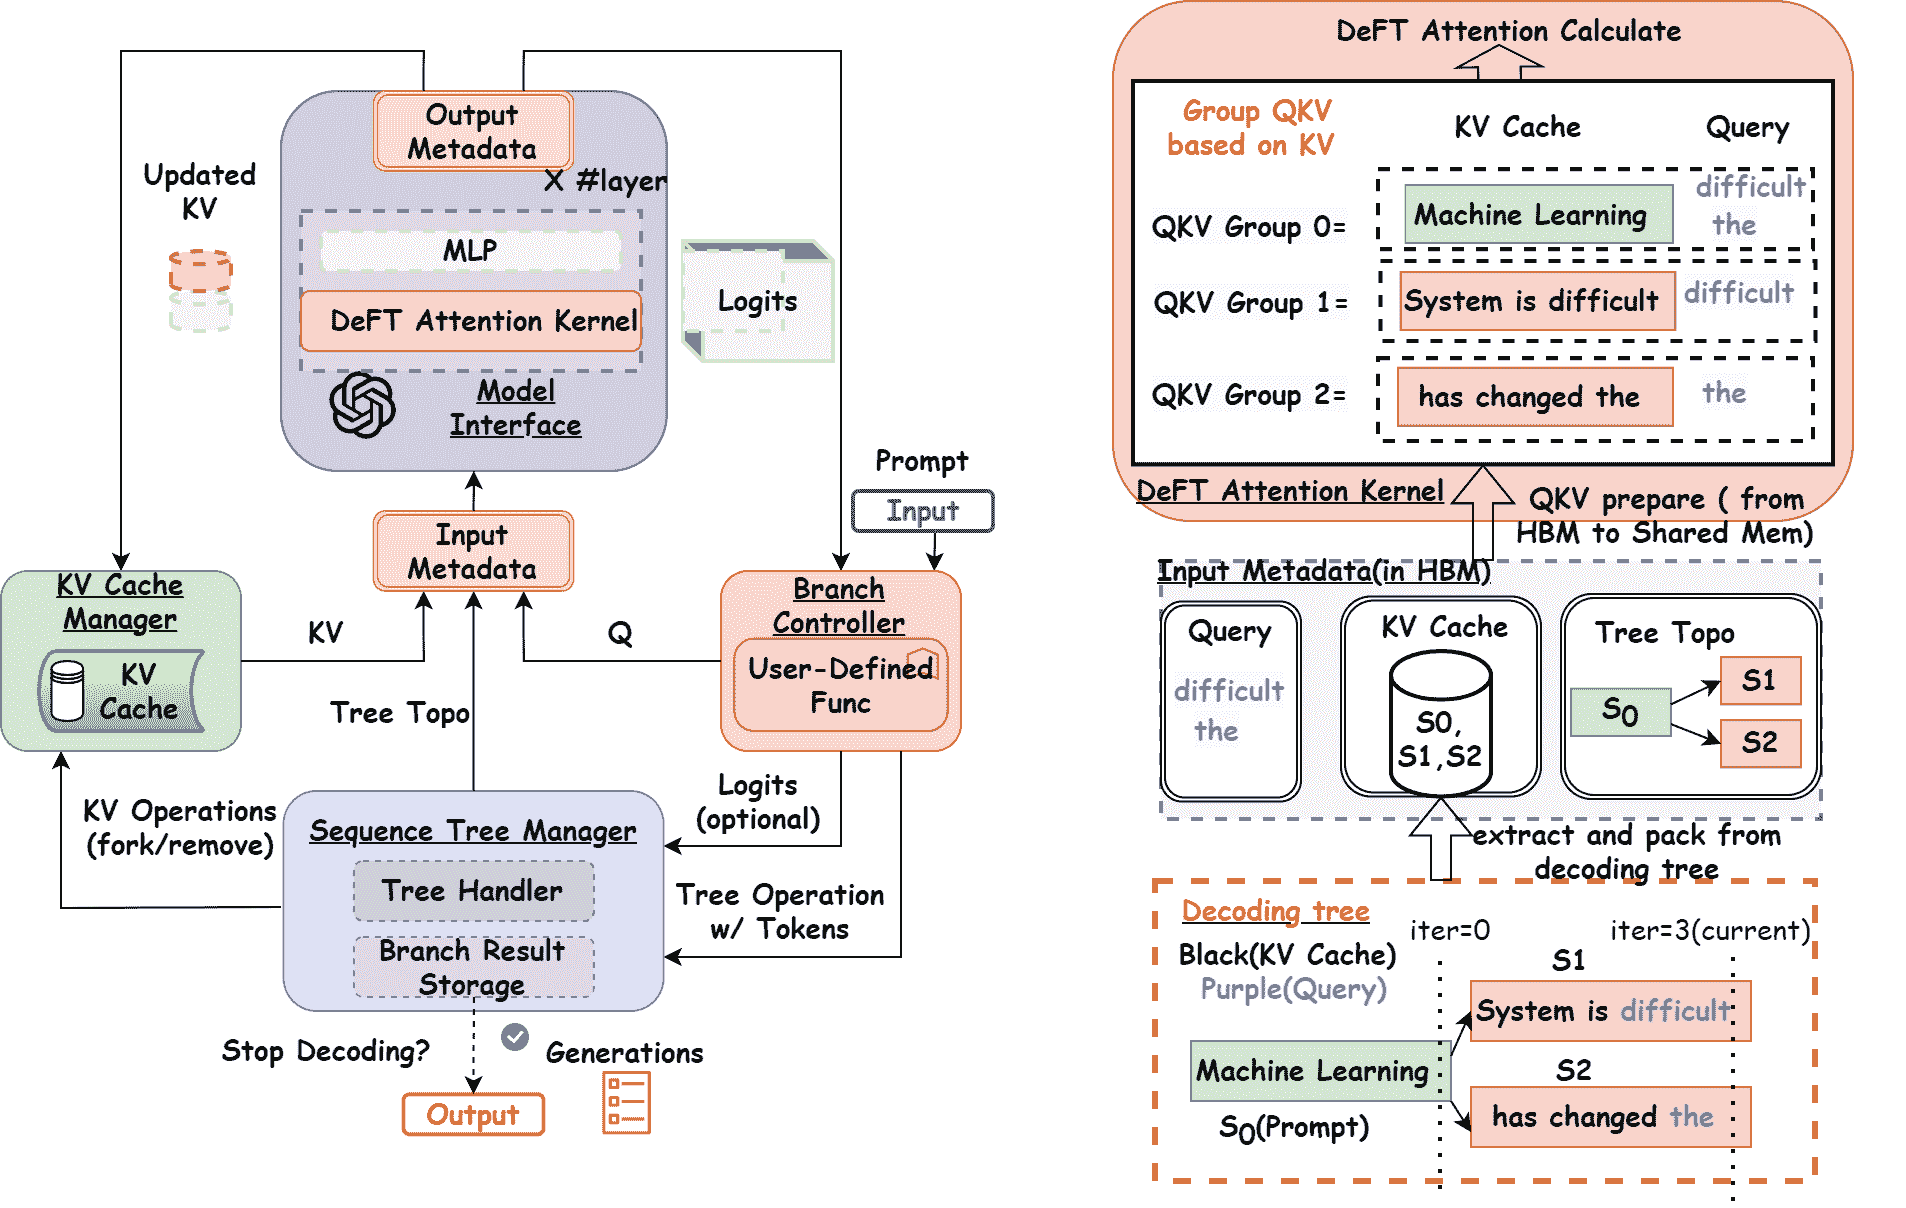 Output
Metadata
X #layer
Updated
KV
MLP
DeFT Attention Kernel
Logits
Model
Interface
Prompt
Input
Input
Metadata
KV Cache
Manager
KV
Cache
KV
Q
Tree Topo
Branch
Controller
User-Defined
Func
KV Operations
(fork/remove)
Logits
(optional)
Sequence Tree Manager
Tree Handler
Branch Result
Storage
Tree Operation
w/ Tokens
Stop Decoding?
Generations
Output
DeFT Attention Calculate
Group QKV
based on KV
KV Cache
Query
QKV Group 0=
Machine Learning
difficult
the
QKV Group 1=
System is difficult
difficult
QKV Group 2=
has changed the
the
DeFT Attention Kernel
QKV prepare ( from
HBM to Shared Mem)
Input Metadata(in HBM)
Query
difficult
the
KV Cache
S0,
S1,S2
Tree Topo
S0
S1
S2
extract and pack from
decoding tree
Decoding tree
Black(KV Cache)
Purple(Query)
iter=0
iter=3(current)
S1
System is difficult
Machine Learning
S0(Prompt)
S2
has changed the